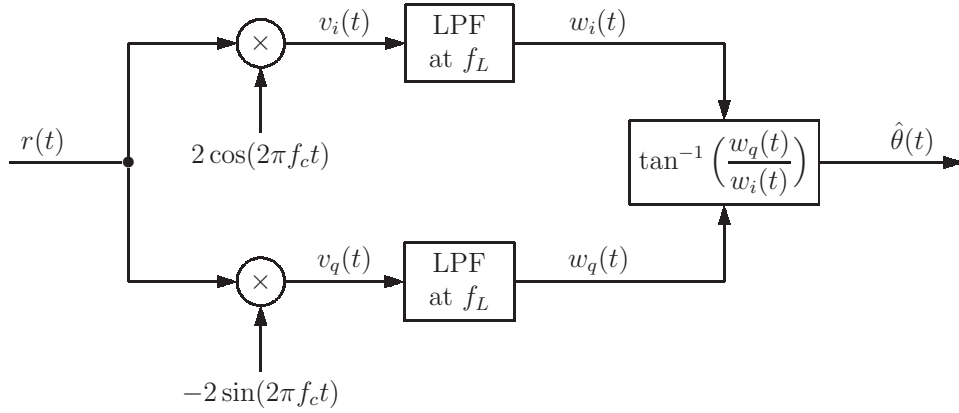 v_i(t)
LPF
at f_L
w_i(t)
×
r(t)
2 cos(2πf_c t)
tan⁻¹ (w_q(t)/w_i(t))
θ̂(t)
v_q(t)
LPF
at f_L
w_q(t)
×
−2 sin(2πf_c t)